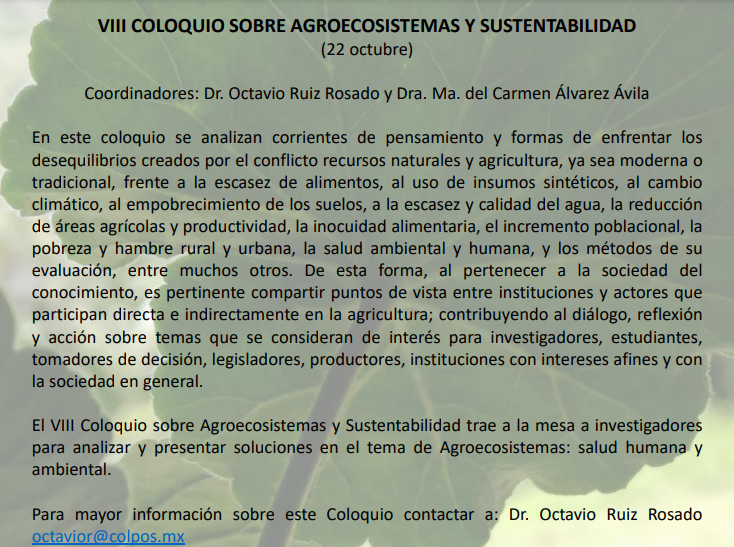 VIII COLOQUIO SOBRE AGROECOSISTEMAS Y SUSTENTABILIDAD
(22 octubre)
Coordinadores: Dr. Octavio Ruiz Rosado y Dra. Ma. del Carmen Álvarez Ávila
En este coloquio se analizan corrientes de pensamiento y formas de enfrentar los
desequilibrios creados por el conflicto recursos naturales y agricultura, ya sea moderna o
tradicional, frente a la escasez de alimentos, al uso de insumos sintéticos, al cambio
climático, al empobrecimiento de los suelos, a la escasez y calidad del agua, la reducción
de áreas agrícolas y productividad, la inocuidad alimentaria, el incremento poblacional, la
pobreza y hambre rural y urbana, la salud ambiental y humana, y los métodos de su
evaluación, entre muchos otros. De esta forma, al pertenecer a la sociedad del
conocimiento, es pertinente compartir puntos de vista entre instituciones y actores que
participan directa e indirectamente en la agricultura; contribuyendo al diálogo, reflexión
y acción sobre temas que se consideran de interés para investigadores, estudiantes,
tomadores de decisión, legisladores, productores, instituciones con intereses afines y con
la sociedad en general.
El VIII Coloquio sobre Agroecosistemas y Sustentabilidad trae a la mesa a investigadores
para analizar y presentar soluciones en el tema de Agroecosistemas: salud humana y
ambiental.
Para mayor información sobre este Coloquio contactar a: Dr. Octavio Ruiz Rosado
octavior@colpos.mx